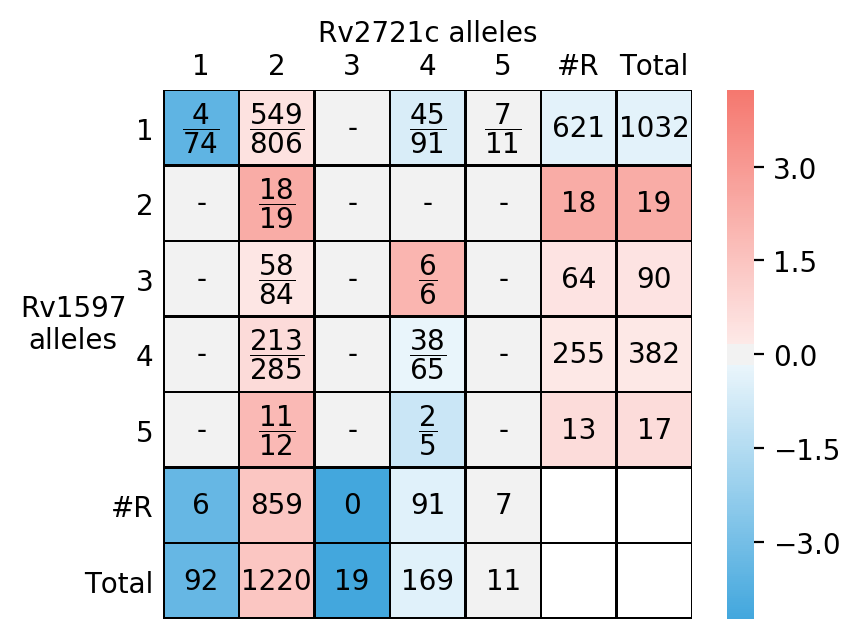 Rv2721c alleles
1 2 3 4 5 #R Total
1 4/74 549/806 - 45/91 7/11 621 1032
2 - 18/19 - - - 18 19
3 - 58/84 - 6/6 - 64 90
Rv1597
alleles
4 - 213/285 - 38/65 - 255 382
5 - 11/12 - 2/5 - 13 17
#R 6 859 0 91 7
Total 92 1220 19 169 11
3.0
1.5
0.0
−1.5
−3.0